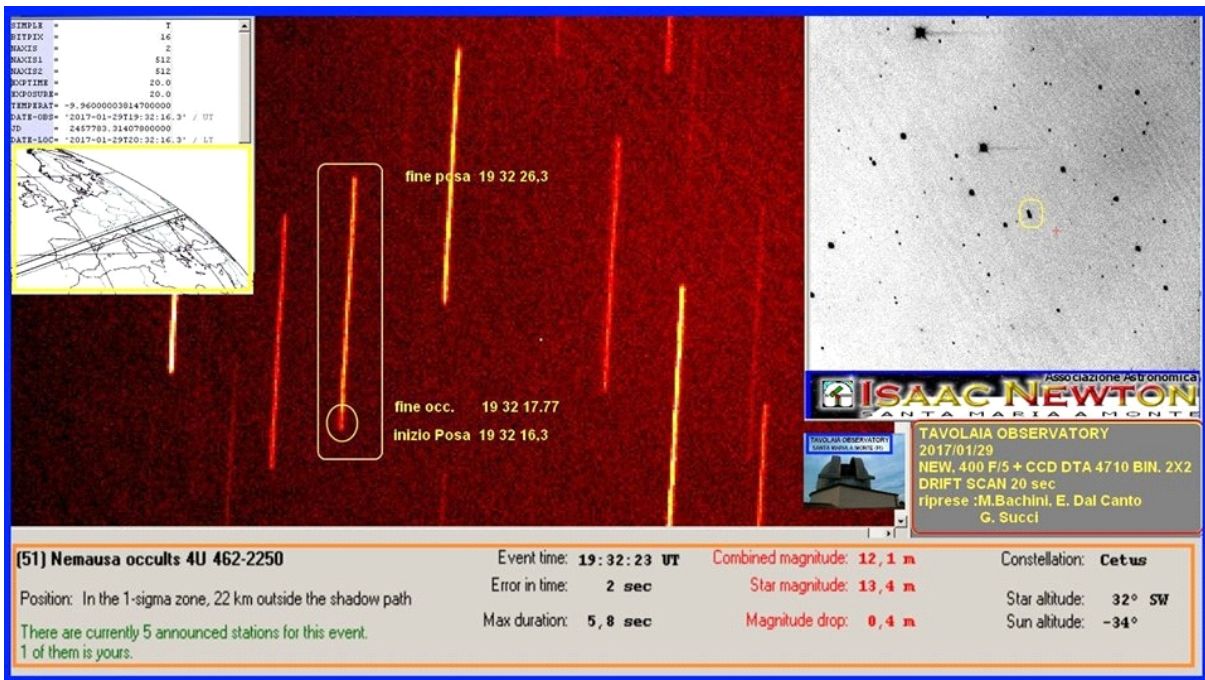 SIMPLE = T
BITPIX = 16
NAXIS = 2
NAXIS1 = 512
NAXIS2 = 512
EXPTIME = 20.0
EXPOSURE= 20.0
TEMPERAT= -9.96000003814700000
DATE-OBS= '2017-01-29T19:32:16.3' / UT
JD = 2457783.31407800000
DATE-LOC= '2017-01-29T20:32:16.3' / LT
fine posa 19 32 26,3
fine occ. 19 32 17.77
inizio Posa 19 32 16,3
Associazione Astronomica
ISAAC NEWTON
SANTA MARIA A MONTE
TAVOLAIA OBSERVATORY
SANTA MARIA A MONTE (PI)
TAVOLAIA OBSERVATORY
2017/01/29
NEW. 400 F/5 + CCD DTA 4710 BIN. 2X2
DRIFT SCAN 20 sec
riprese :M.Bachini, E. Dal Canto
G. Succi
(51) Nemausa occults 4U 462-2250
Position: In the 1-sigma zone, 22 km outside the shadow path
There are currently 5 announced stations for this event.
1 of them is yours.
Event time: 19:32:23 UT
Error in time: 2 sec
Max duration: 5,8 sec
Combined magnitude: 12,1 m
Star magnitude: 13,4 m
Magnitude drop: 0,4 m
Constellation: Cetus
Star altitude: 32° SW
Sun altitude: -34°